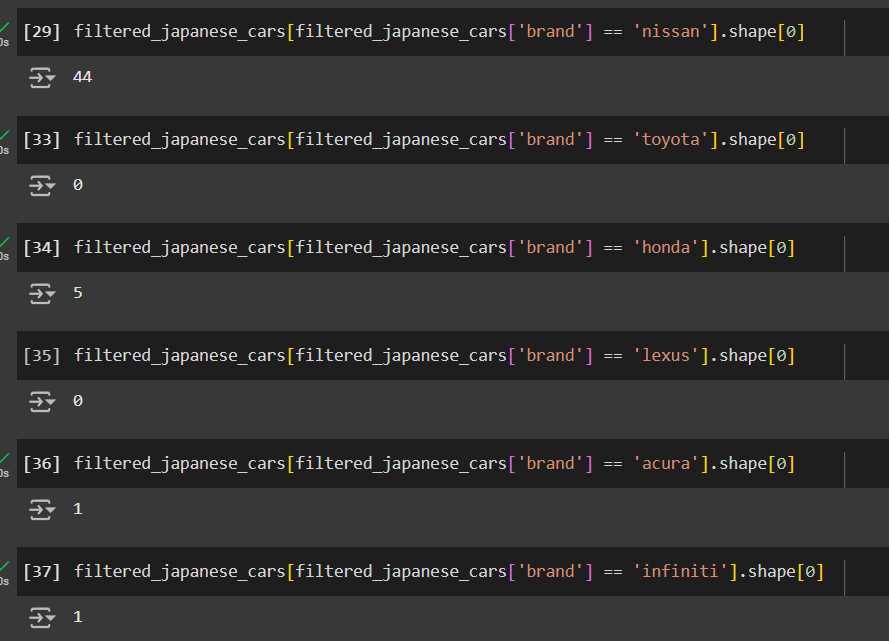 [29] filtered_japanese_cars[filtered_japanese_cars['brand'] == 'nissan'].shape[0]
0s
44
[33] filtered_japanese_cars[filtered_japanese_cars['brand'] == 'toyota'].shape[0]
0s
0
[34] filtered_japanese_cars[filtered_japanese_cars['brand'] == 'honda'].shape[0]
0s
5
[35] filtered_japanese_cars[filtered_japanese_cars['brand'] == 'lexus'].shape[0]
0
[36] filtered_japanese_cars[filtered_japanese_cars['brand'] == 'acura'].shape[0]
0s
1
[37] filtered_japanese_cars[filtered_japanese_cars['brand'] == 'infiniti'].shape[0]
0s
1